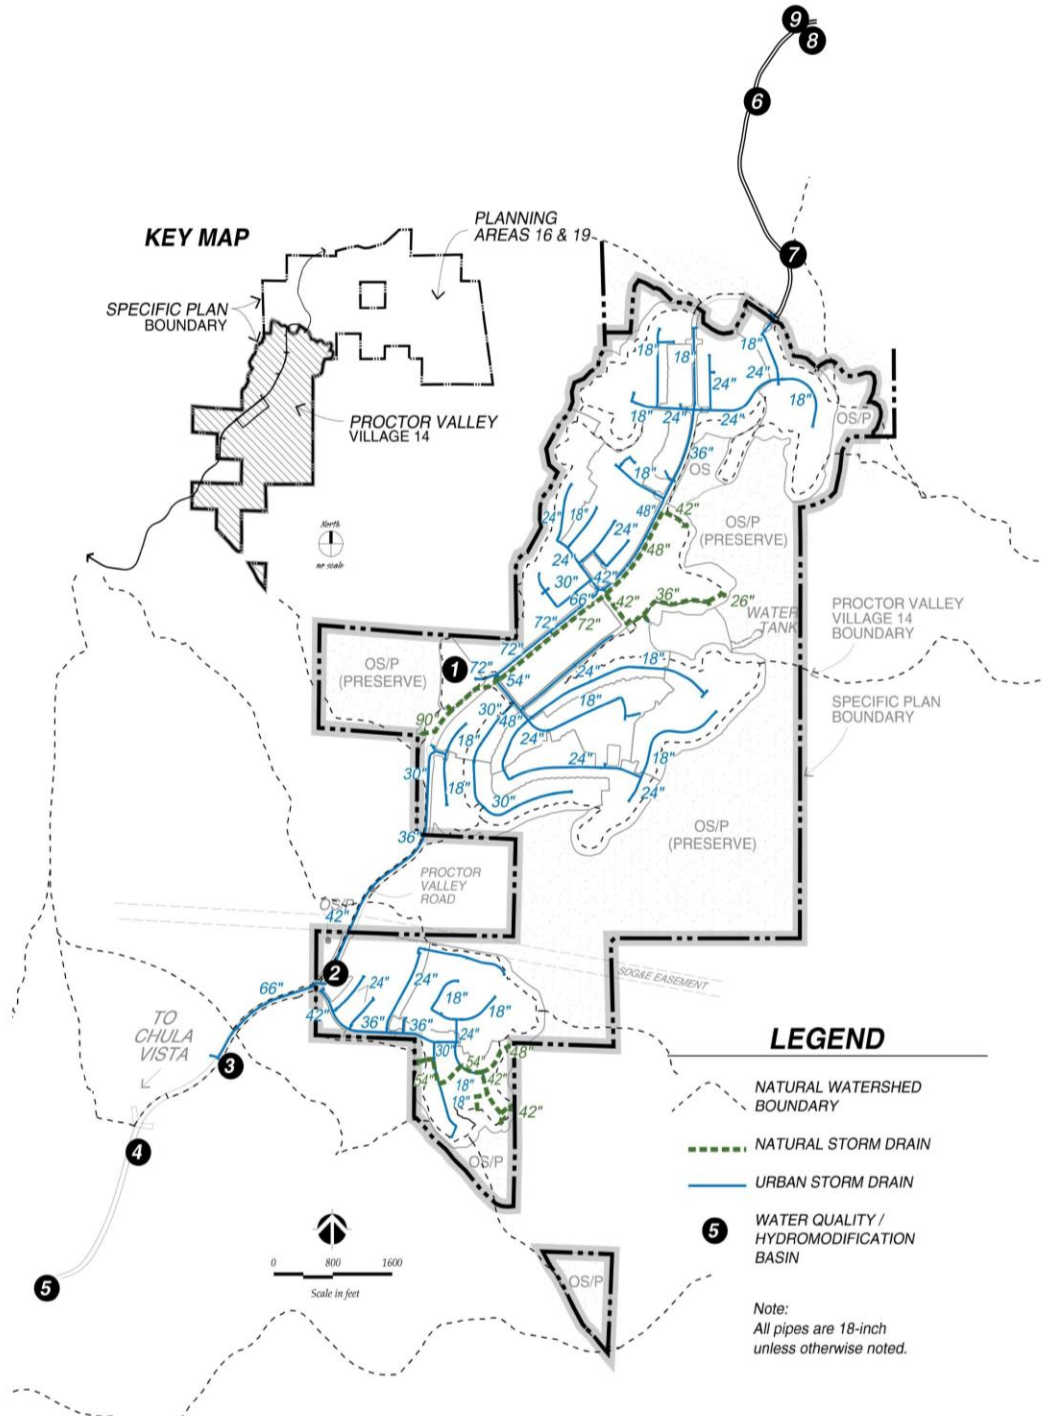 9
8
6
7
KEY MAP
PLANNING
AREAS 16 & 19
SPECIFIC PLAN
BOUNDARY
PROCTOR VALLEY
VILLAGE 14
North
no scale
18"
18"
18"
24"
24"
18"
18"
24"
24"
OS/P
36"
OS
18"
48"
42"
24"
18"
24"
OS/P
(PRESERVE)
48"
24"
30"
42"
66"
42"
36"
26"
WATER
TANK
72"
72"
PROCTOR VALLEY
VILLAGE 14
BOUNDARY
72"
18"
OS/P
(PRESERVE)
1
72"
54"
24"
30"
48"
18"
SPECIFIC PLAN
BOUNDARY
90"
18"
24"
24"
18"
30"
18"
30"
24"
36"
OS/P
(PRESERVE)
PROCTOR
VALLEY
ROAD
OS/P
42"
2
SDG&E EASEMENT
66"
24"
24"
18"
18"
42"
36"
36"
24"
TO
CHULA
VISTA
30"
48"
54"
3
54"
18"
42"
18"
42"
4
OS/P
5
0
800
1600
Scale in feet
OS/P
LEGEND
NATURAL WATERSHED
BOUNDARY
NATURAL STORM DRAIN
URBAN STORM DRAIN
5
WATER QUALITY /
HYDROMODIFICATION
BASIN
Note:
All pipes are 18-inch
unless otherwise noted.